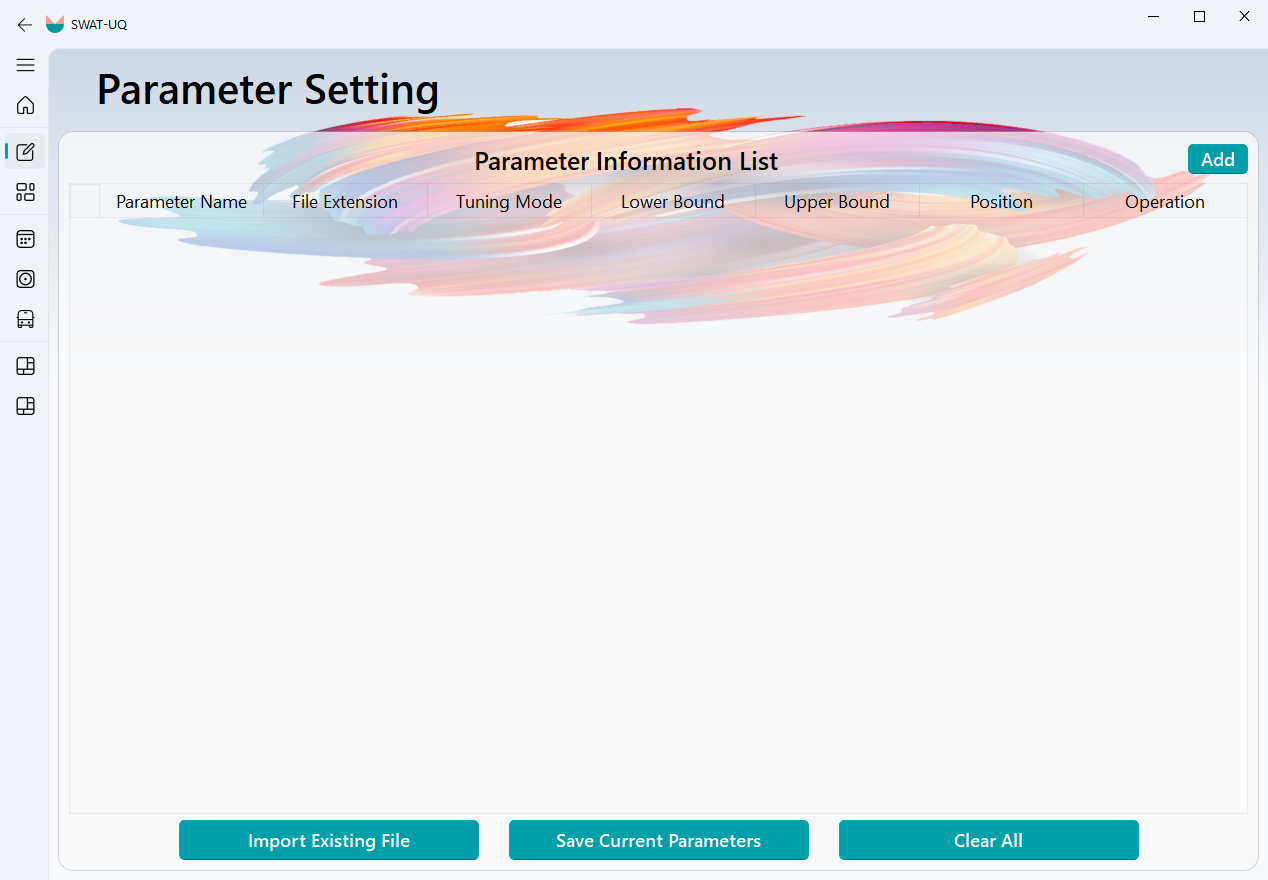 SWAT-UQ
Parameter Setting
Parameter Information List
Add
Parameter Name File Extension Tuning Mode Lower Bound Upper Bound Position Operation
Import Existing File Save Current Parameters Clear All